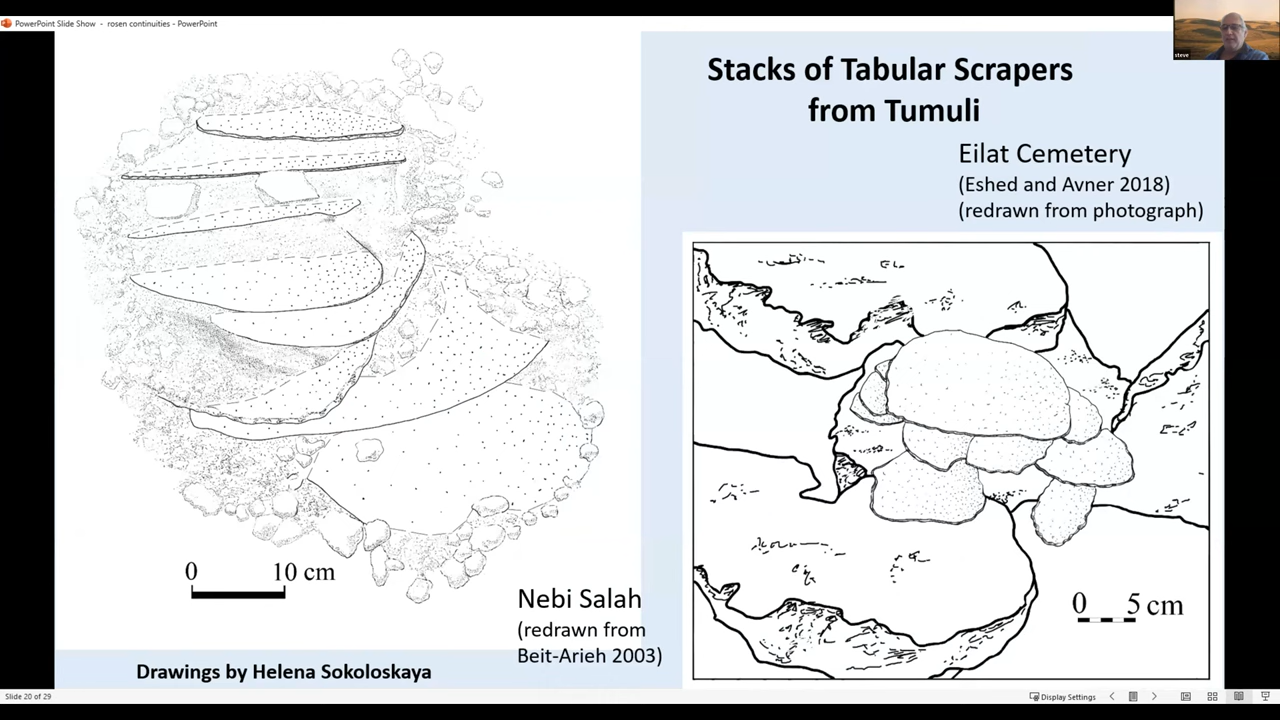 PowerPoint Slide Show - rosen continuities - PowerPoint
steve
Stacks of Tabular Scrapers
from Tumuli
Eilat Cemetery
(Eshed and Avner 2018)
(redrawn from photograph)
0 10 cm
Nebi Salah
(redrawn from
Beit-Arieh 2003)
0 5 cm
Drawings by Helena Sokoloskaya
Slide 20 of 29
Display Settings